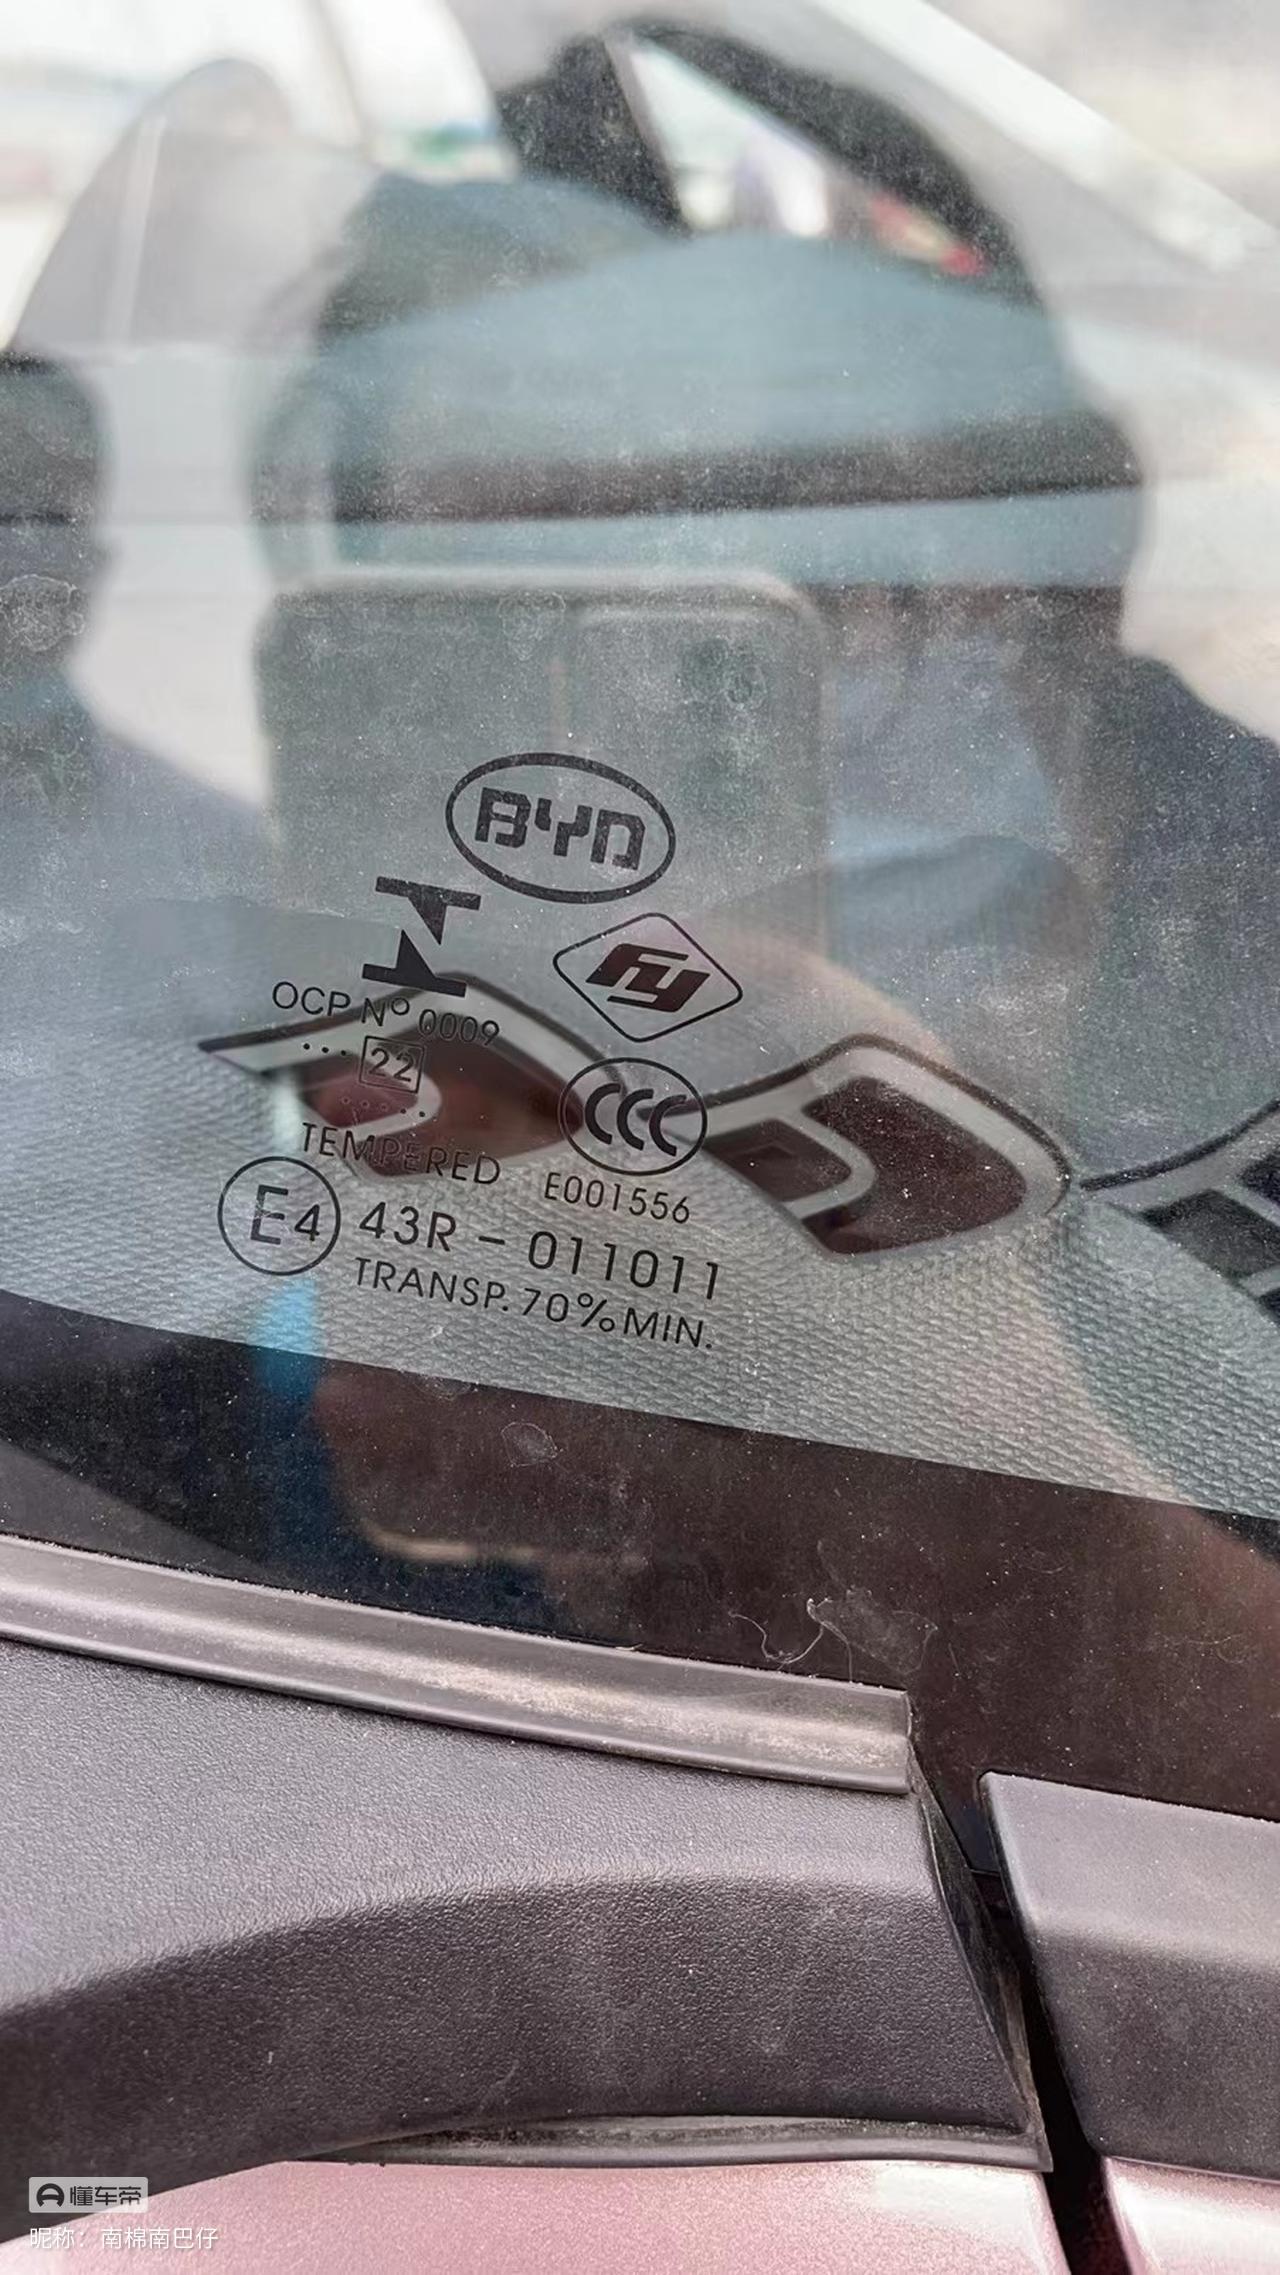 BYD
FY
OCP Nº 0009
...22
.....
CCC
TEMPERED E001556
E4 43R - 011011
TRANSP. 70% MIN.
懂车帝
昵称：南棉南巴仔